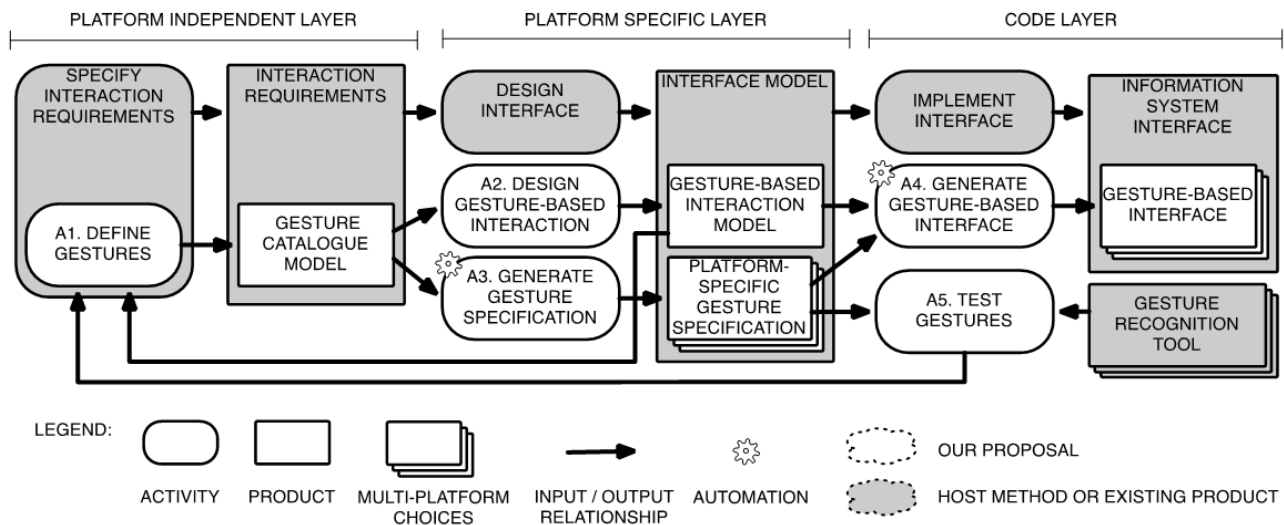 PLATFORM INDEPENDENT LAYER
PLATFORM SPECIFIC LAYER
CODE LAYER
SPECIFY
INTERACTION
REQUIREMENTS
INTERACTION
REQUIREMENTS
DESIGN
INTERFACE
INTERFACE MODEL
IMPLEMENT
INTERFACE
INFORMATION
SYSTEM
INTERFACE
A1. DEFINE
GESTURES
GESTURE
CATALOGUE
MODEL
A2. DESIGN
GESTURE-BASED
INTERACTION
GESTURE-BASED
INTERACTION
MODEL
A4. GENERATE
GESTURE-BASED
INTERFACE
GESTURE-BASED
INTERFACE
A3. GENERATE
GESTURE
SPECIFICATION
PLATFORM-
SPECIFIC
GESTURE
SPECIFICATION
A5. TEST
GESTURES
GESTURE
RECOGNITION
TOOL
LEGEND:
ACTIVITY
PRODUCT
MULTI-PLATFORM
CHOICES
INPUT / OUTPUT
RELATIONSHIP
AUTOMATION
OUR PROPOSAL
HOST METHOD OR EXISTING PRODUCT